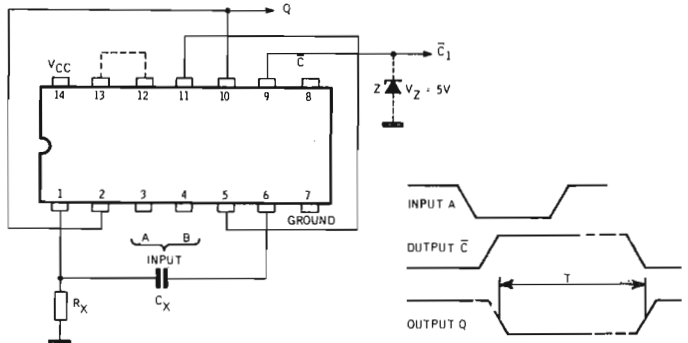 Q
V_CC
C̅
C̅₁
14 13 12 11 10 9 8
Z V_Z = 5V
1 2 3 4 5 6 7
GROUND
A B
INPUT
C_X
R_X
INPUT A
OUTPUT C̅
T
OUTPUT Q